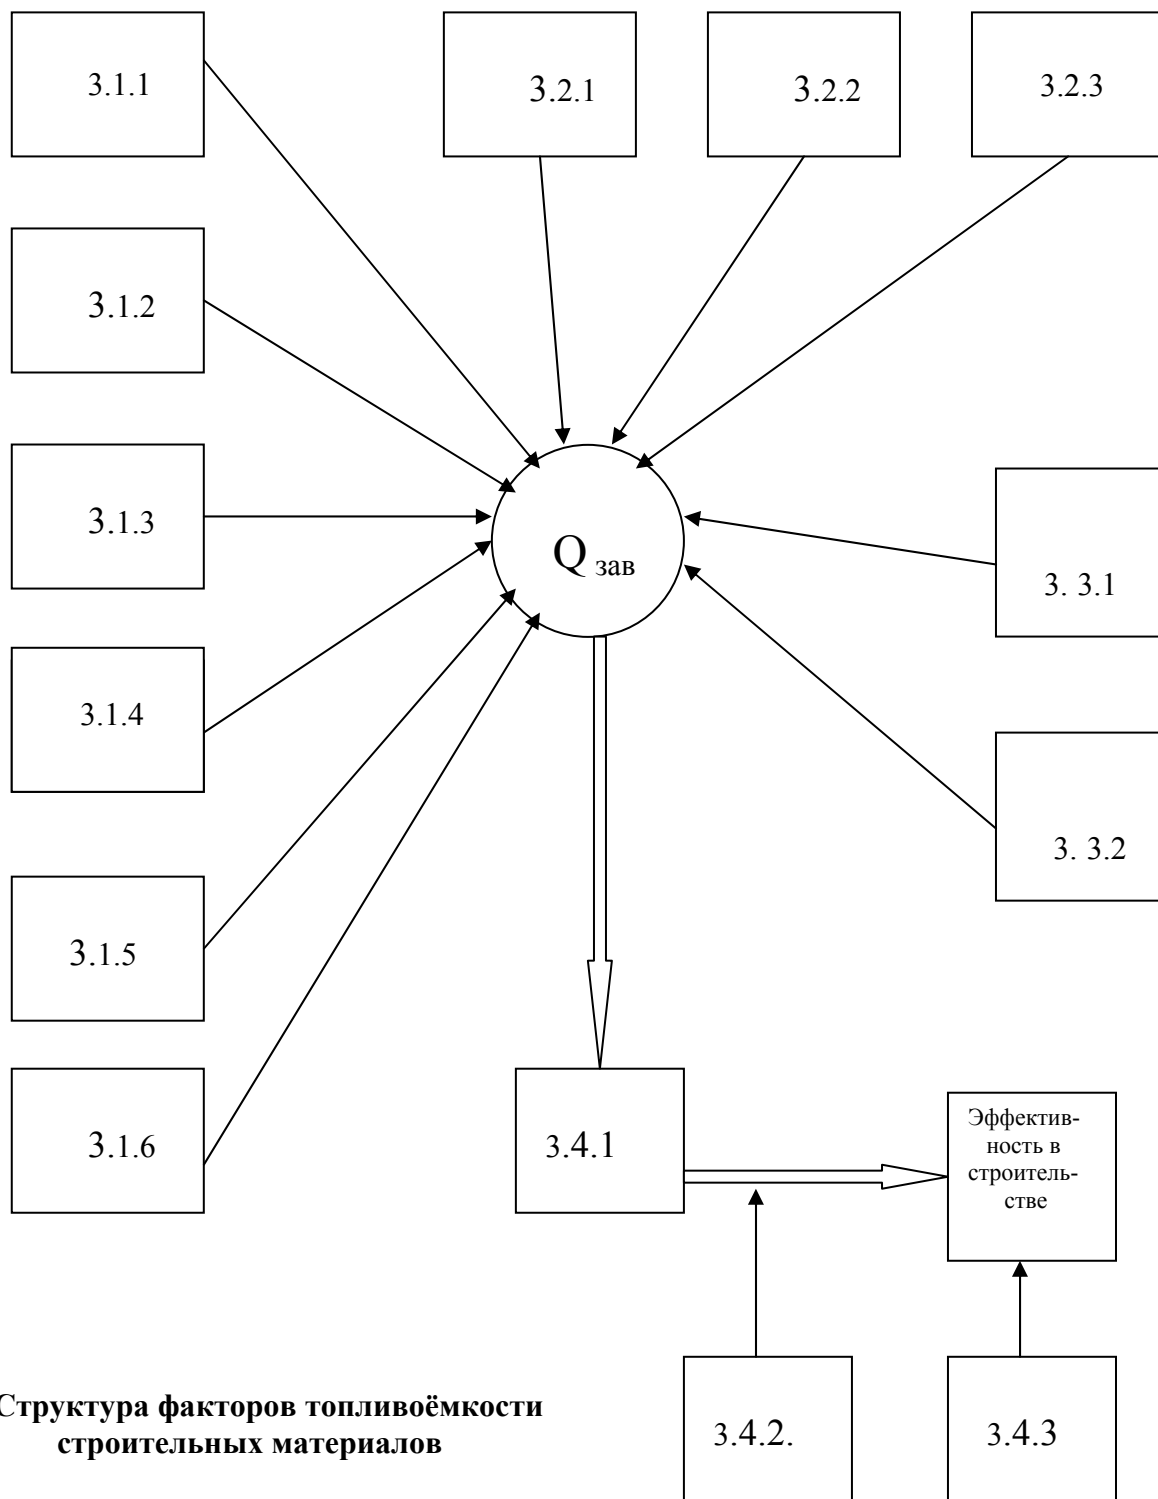 3.1.1
3.2.1
3.2.2
3.2.3
3.1.2
3.1.3
Q зав
3. 3.1
3.1.4
3. 3.2
3.1.5
3.1.6
3.4.1
Эффектив-
ность в
строитель-
стве
Структура факторов топливоёмкости
строительных материалов
3.4.2.
3.4.3